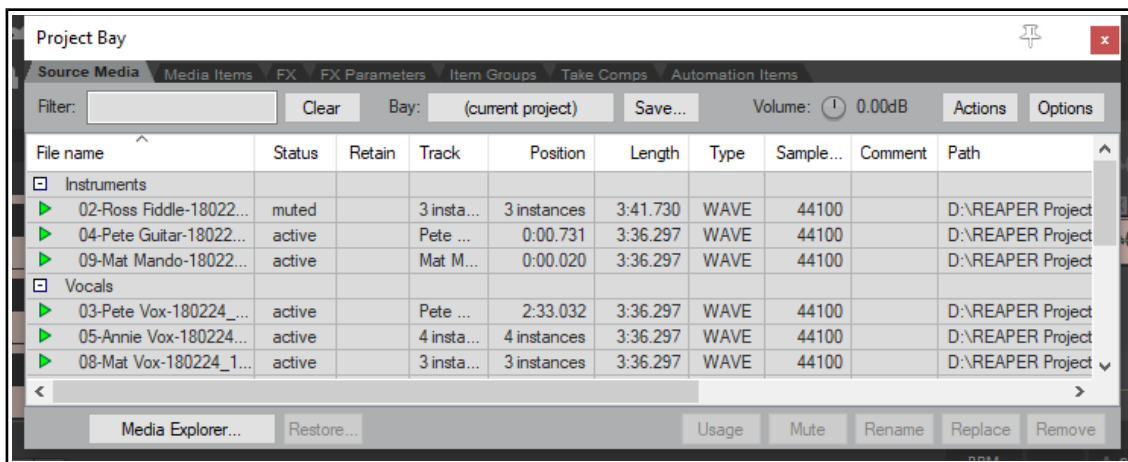 Project Bay
Source Media Media Items FX FX Parameters Item Groups Take Comps Automation Items
Filter: Clear Bay: (current project) Save... Volume: 0.00dB Actions Options
File name Status Retain Track Position Length Type Sample... Comment Path
Instruments
02-Ross Fiddle-18022... muted 3 insta... 3 instances 3:41.730 WAVE 44100 D:\REAPER Project
04-Pete Guitar-18022... active Pete ... 0:00.731 3:36.297 WAVE 44100 D:\REAPER Project
09-Mat Mando-18022... active Mat M... 0:00.020 3:36.297 WAVE 44100 D:\REAPER Project
Vocals
03-Pete Vox-180224_... active Pete ... 2:33.032 3:36.297 WAVE 44100 D:\REAPER Project
05-Annie Vox-180224... active 4 insta... 4 instances 3:36.297 WAVE 44100 D:\REAPER Project
08-Mat Vox-180224_1... active 3 insta... 3 instances 3:36.297 WAVE 44100 D:\REAPER Project
Media Explorer... Restore... Usage Mute Rename Replace Remove